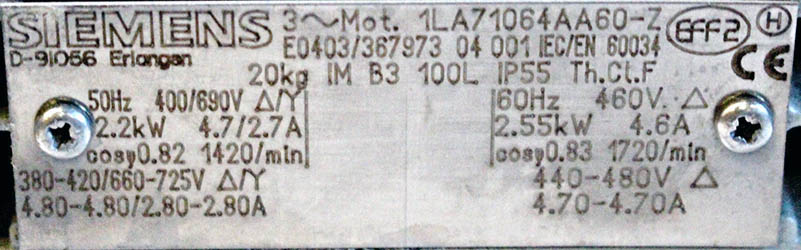 SIEMENS 3~Mot. 1LA71064AA60-Z EFF2 H
D-91056 Erlangen E0403/367973 04 001 IEC/EN 60034
20kg IM B3 100L IP55 Th.Cl.F CE
50Hz 400/690V Δ/Y 60Hz 460V Δ
2.2kW 4.7/2.7A 2.55kW 4.6A
cosφ0.82 1420/min cosφ0.83 1720/min
380-420/660-725V Δ/Y 440-480V Δ
4.80-4.80/2.80-2.80A 4.70-4.70A